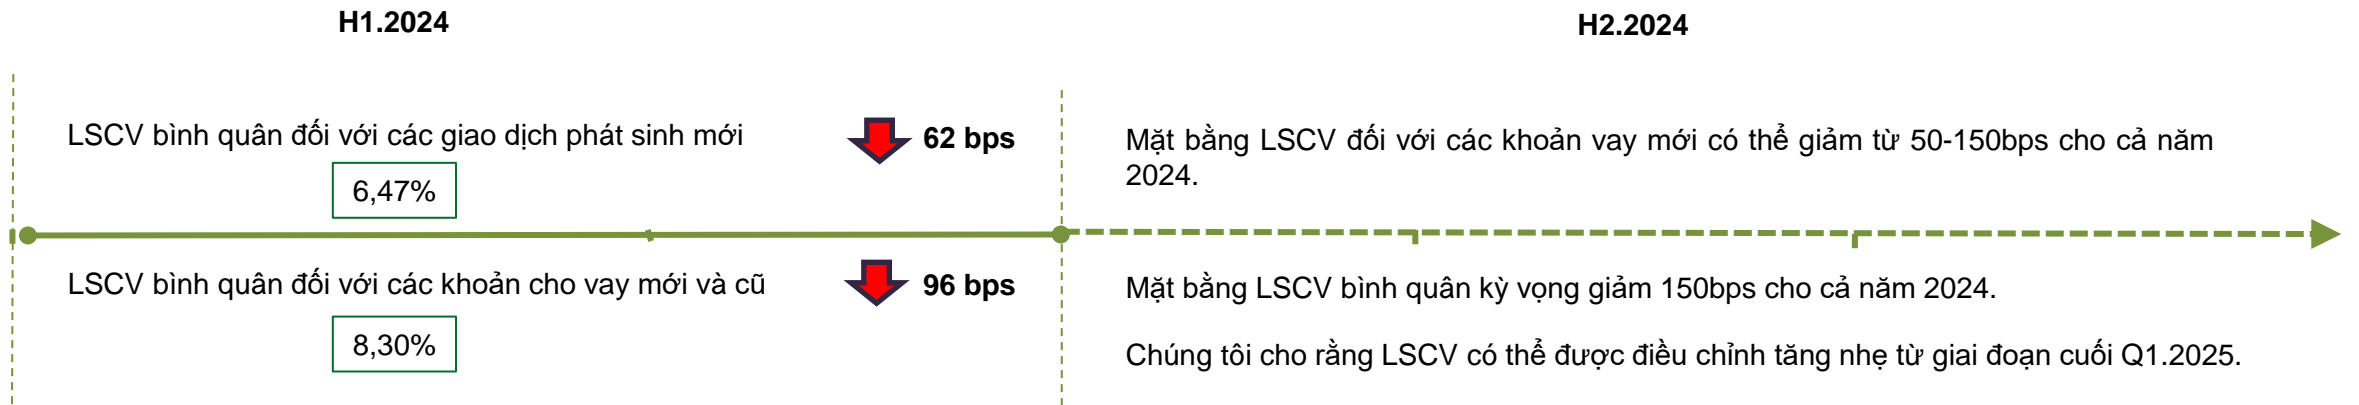 H1.2024
H2.2024
LSCV bình quân đối với các giao dịch phát sinh mới
62 bps
6,47%
Mặt bằng LSCV đối với các khoản vay mới có thể giảm từ 50-150bps cho cả năm
2024.
LSCV bình quân đối với các khoản cho vay mới và cũ
96 bps
8,30%
Mặt bằng LSCV bình quân kỳ vọng giảm 150bps cho cả năm 2024.
Chúng tôi cho rằng LSCV có thể được điều chỉnh tăng nhẹ từ giai đoạn cuối Q1.2025.